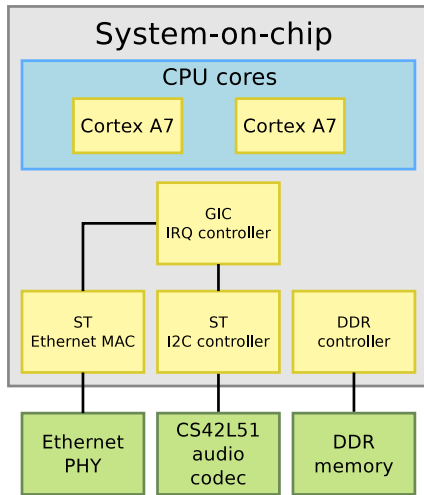 System-on-chip
CPU cores
Cortex A7
Cortex A7
GIC
IRQ controller
ST
Ethernet MAC
ST
I2C controller
DDR
controller
Ethernet
PHY
CS42L51
audio
codec
DDR
memory